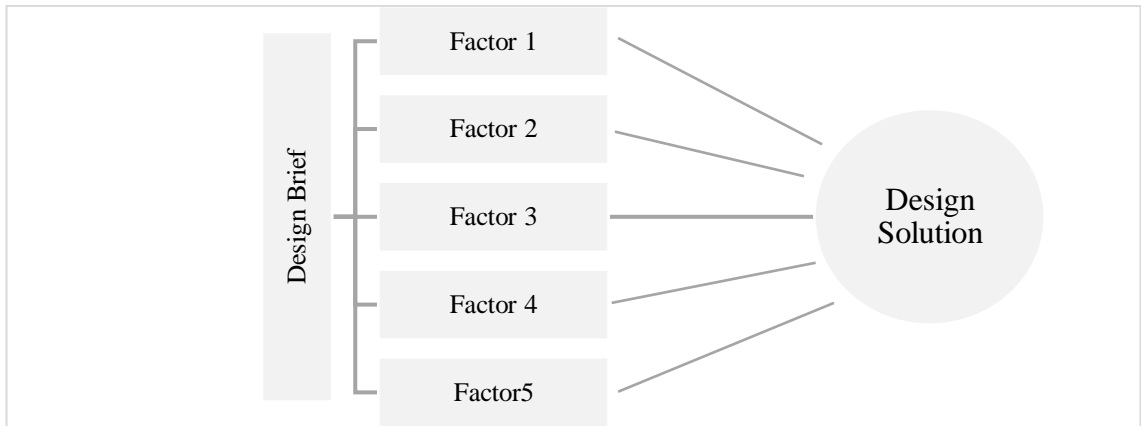 Design Brief
Factor 1
Factor 2
Factor 3
Factor 4
Factor5
Design
Solution